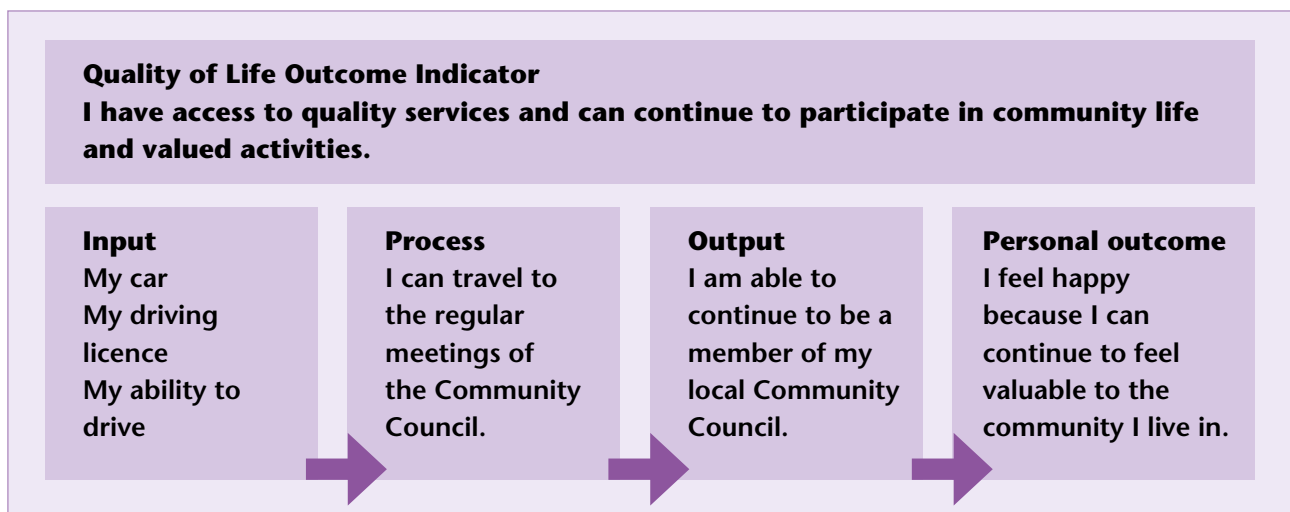 Quality of Life Outcome Indicator
I have access to quality services and can continue to participate in community life
and valued activities.
Input
My car
My driving
licence
My ability to
drive
Process
I can travel to
the regular
meetings of
the Community
Council.
Output
I am able to
continue to be a
member of my
local Community
Council.
Personal outcome
I feel happy
because I can
continue to feel
valuable to the
community I live in.